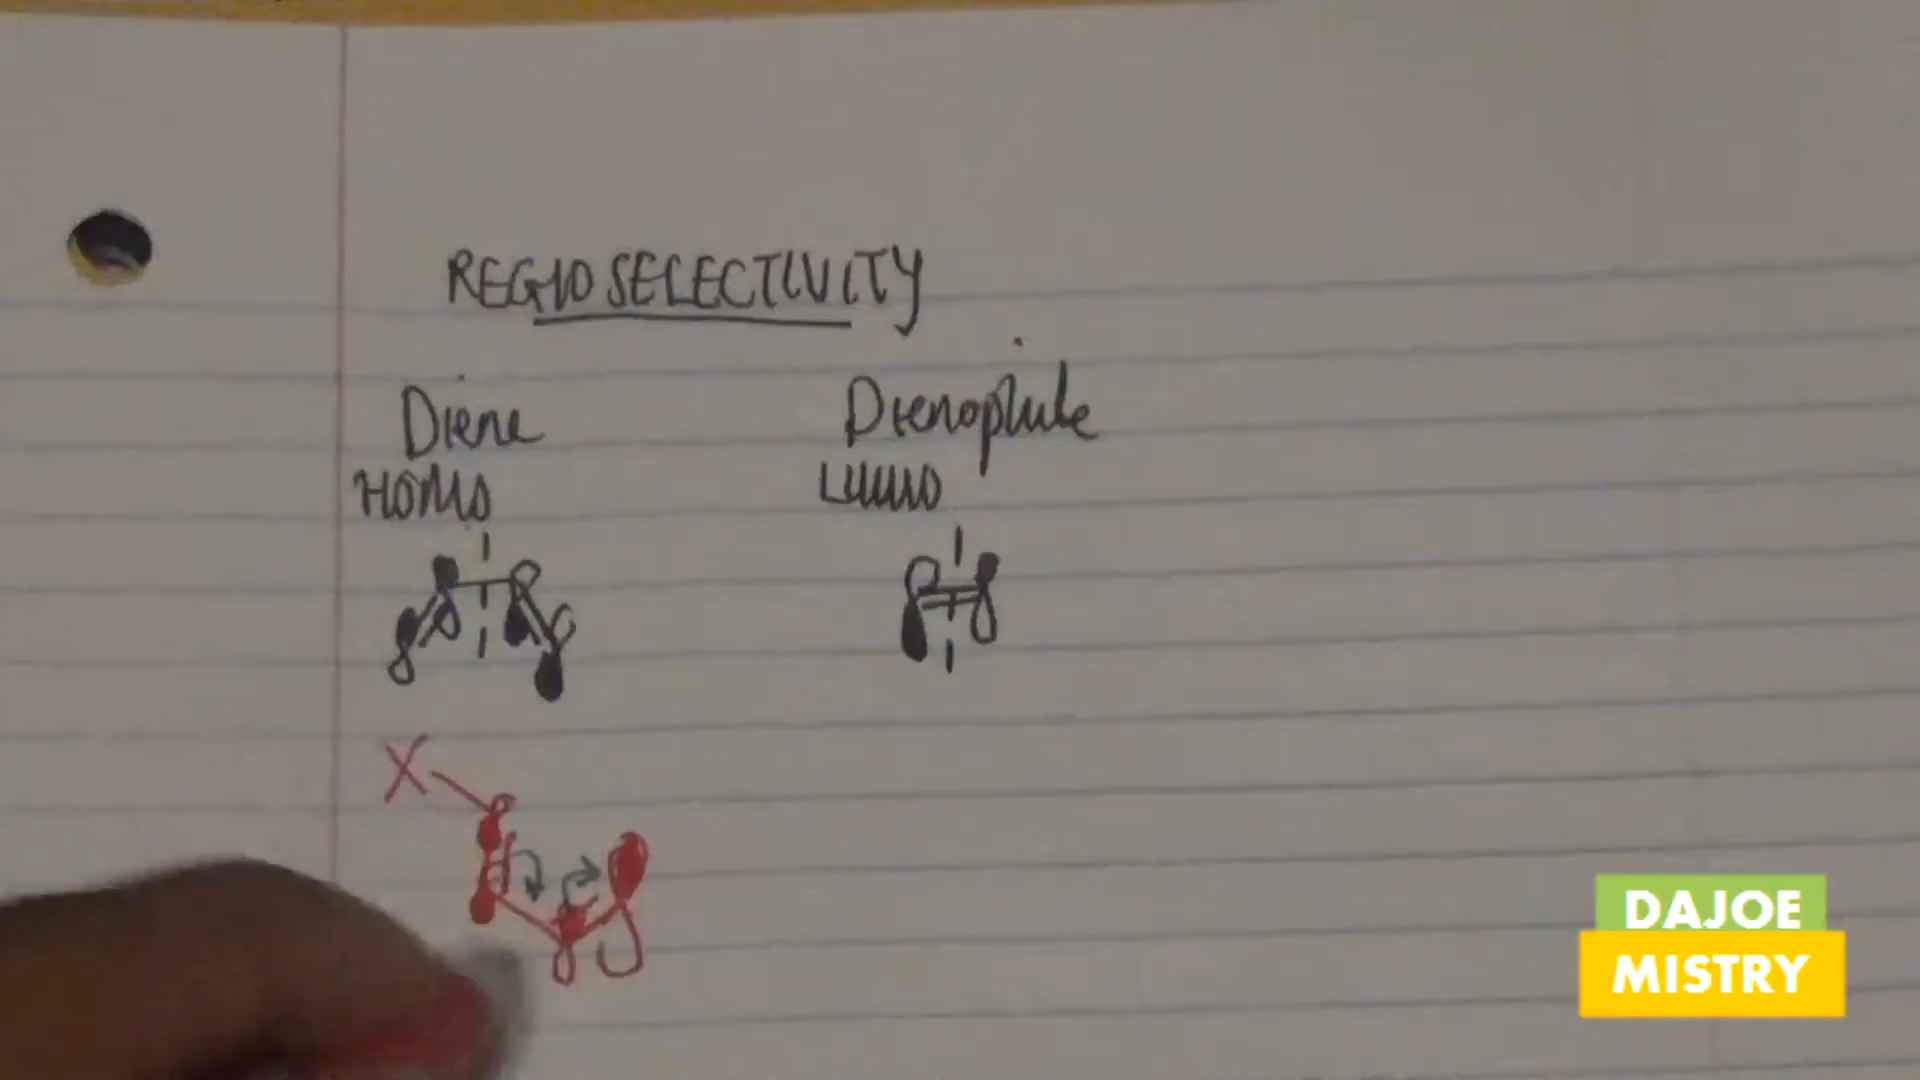 REGIOSELECTIVITY
Diene Dienophile
HOMO LUMO
X
DAJOE
MISTRY